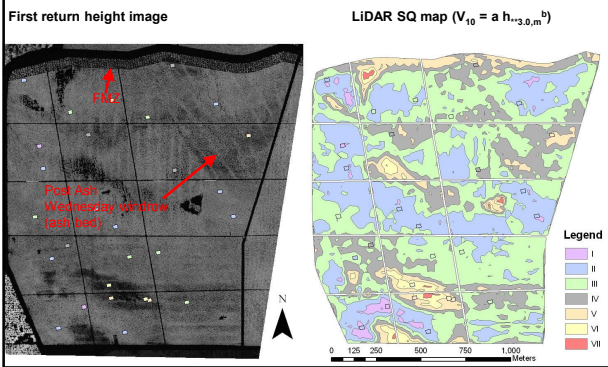 First return height image
LiDAR SQ map (V10 = a h**3.0,m^b)
FMZ
Post Ash
Wednesday windrow
(ash bed)
N
Legend
I
II
III
IV
V
VI
VII
0 125 250 500 750 1,000
Meters